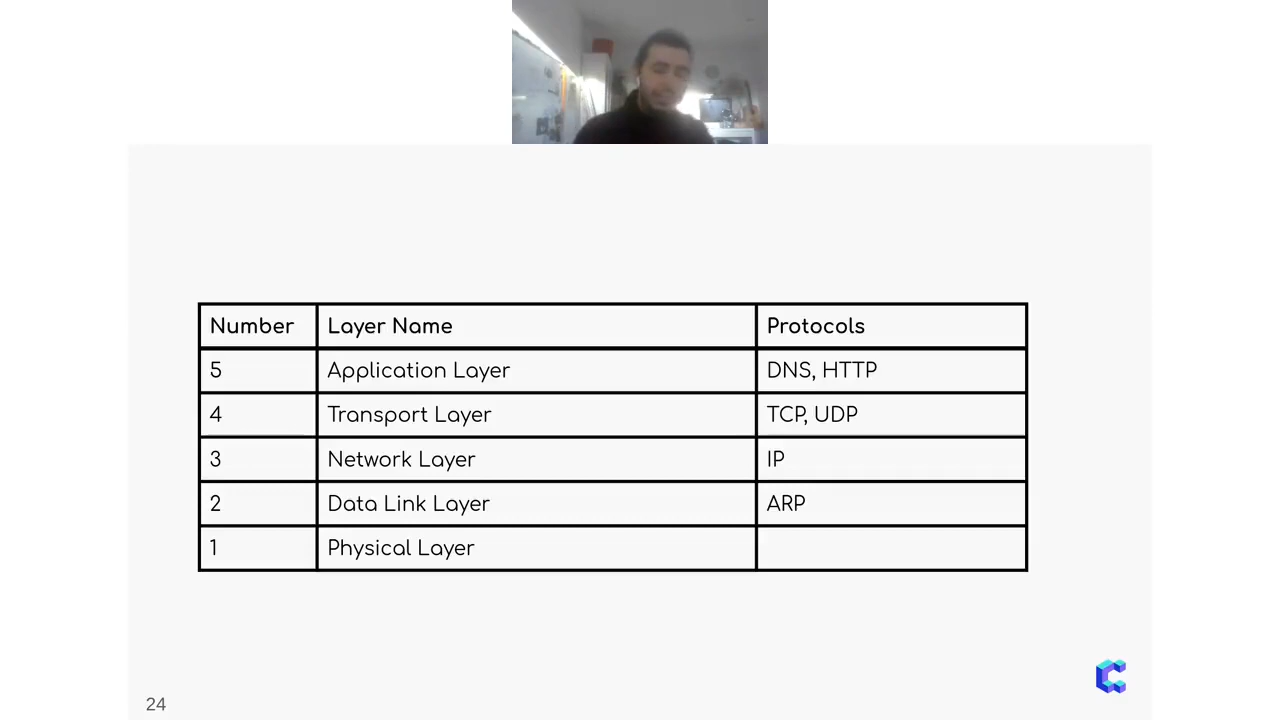 Number Layer Name Protocols
5 Application Layer DNS, HTTP
4 Transport Layer TCP, UDP
3 Network Layer IP
2 Data Link Layer ARP
1 Physical Layer
24